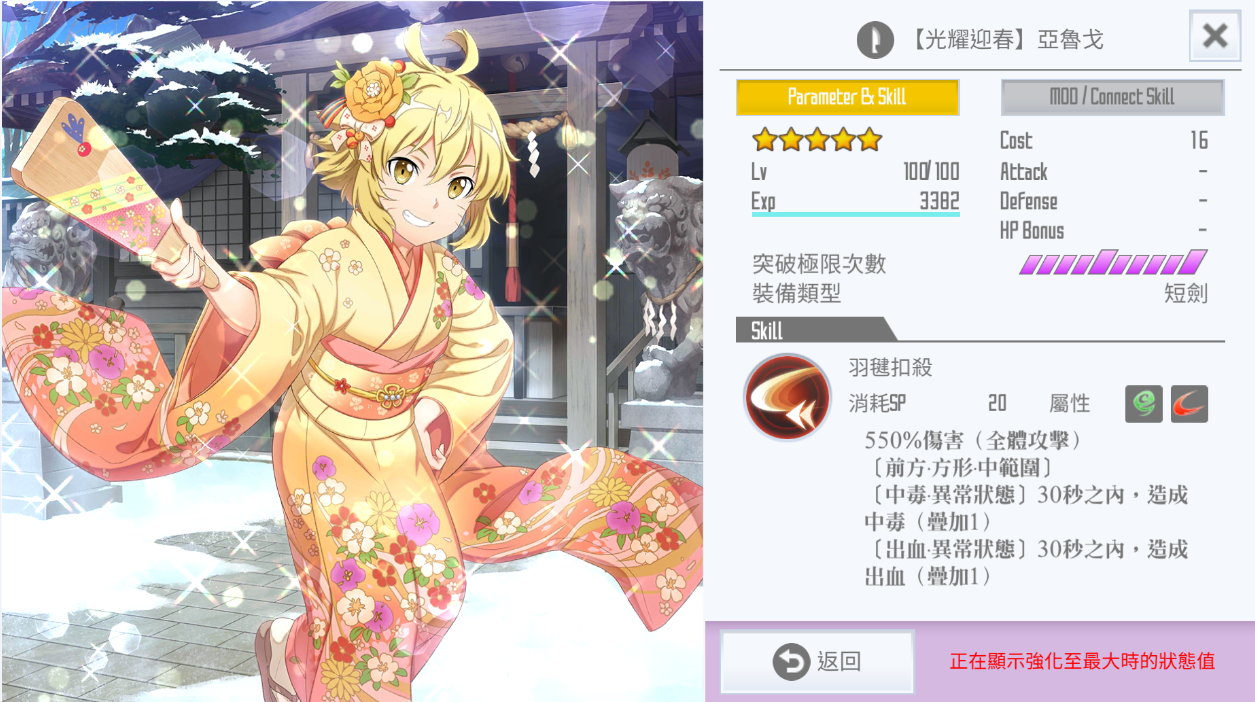 【光耀迎春】亞魯戈
Parameter & Skill
MOD / Connect Skill
Lv 100/100
Exp 3382
Cost 16
Attack -
Defense -
HP Bonus -
突破極限次數
裝備類型 短劍
Skill
羽毽扣殺
消耗SP 20 屬性
550%傷害（全體攻擊）
〔前方·方形·中範圍〕
〔中毒·異常狀態〕30秒之內，造成
中毒（疊加1）
〔出血·異常狀態〕30秒之內，造成
出血（疊加1）
返回
正在顯示強化至最大時的狀態值